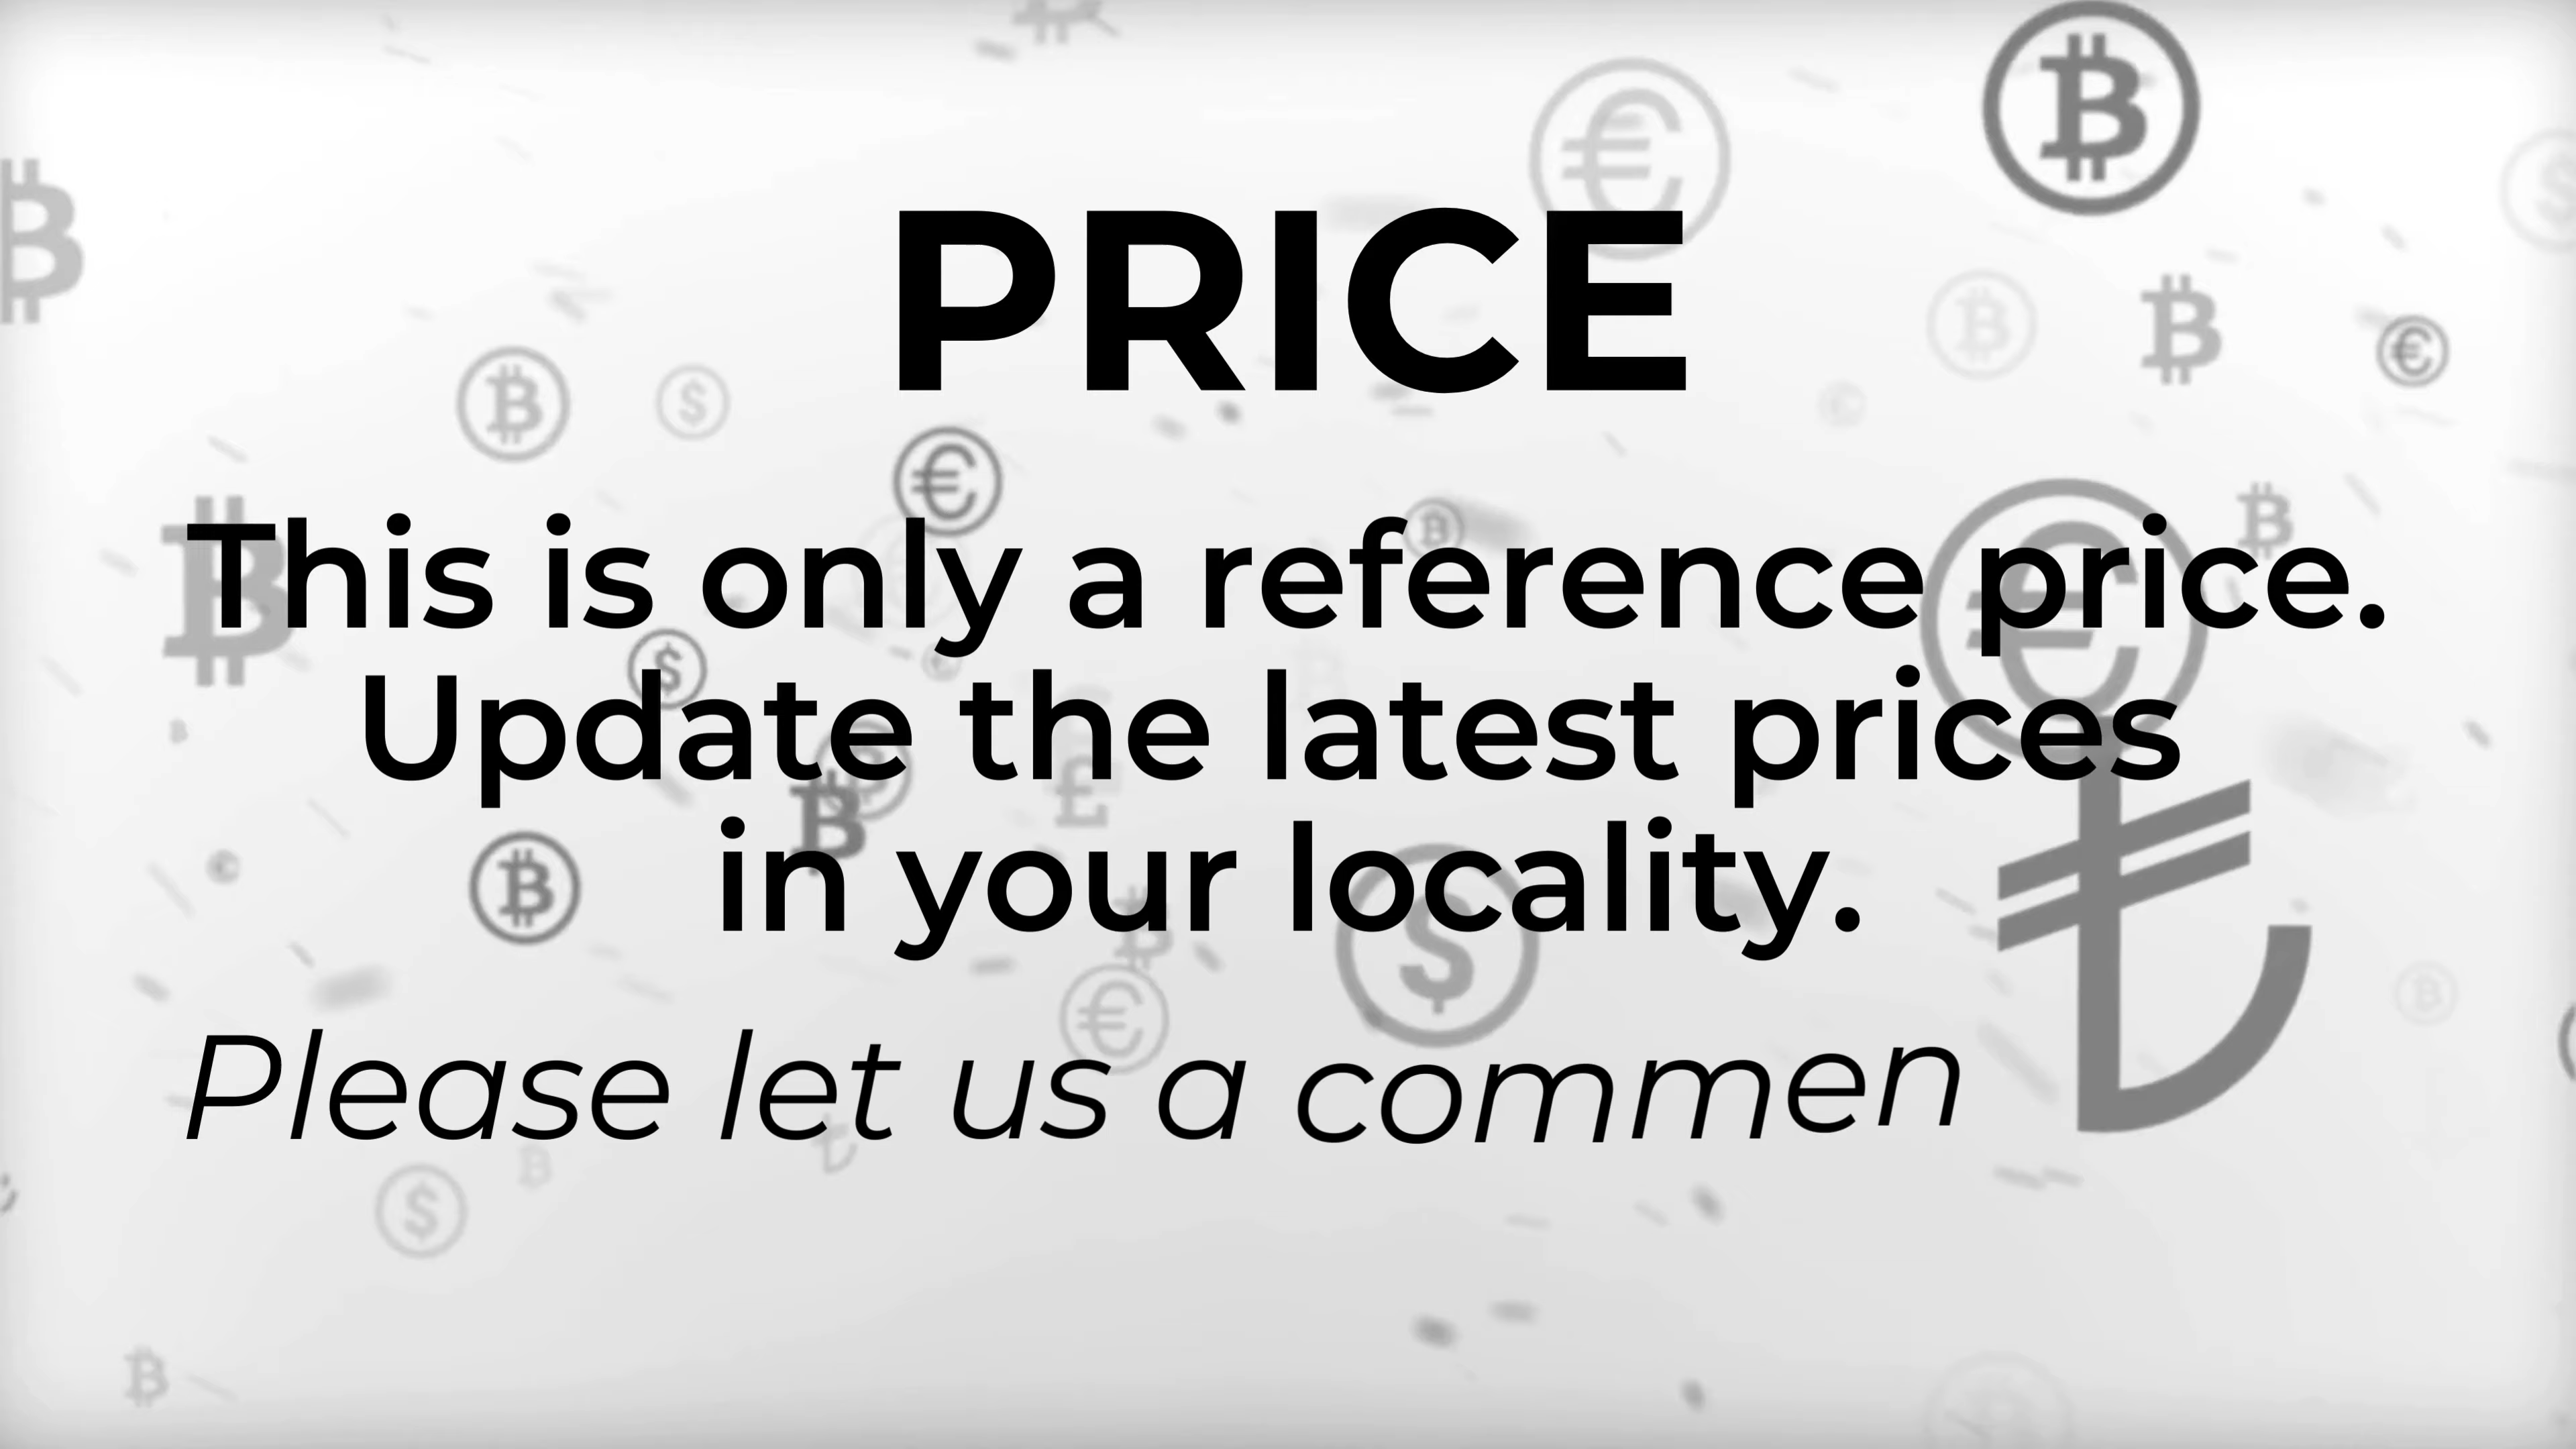 PRICE
This is only a reference price.
Update the latest prices
in your locality.
Please let us a commen